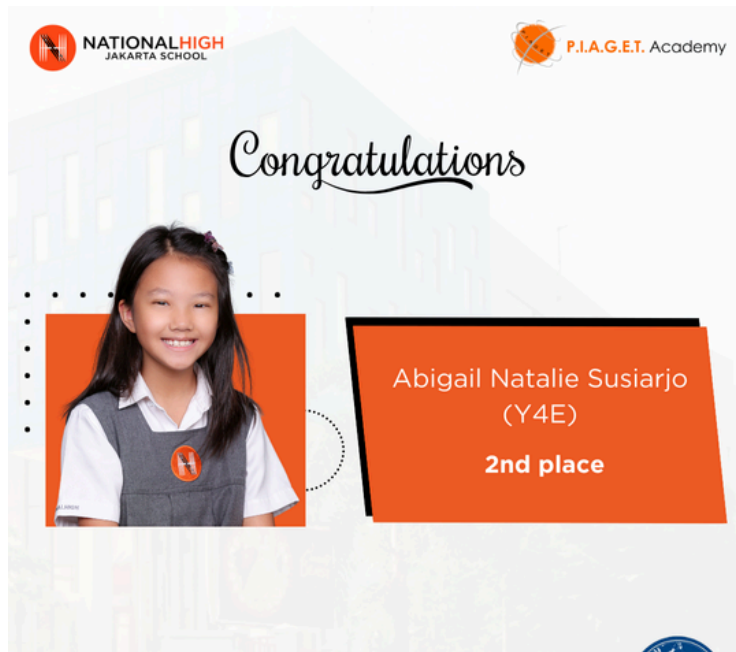 NATIONALHIGH
JAKARTA SCHOOL
P.I.A.G.E.T. Academy
Congratulations
Abigail Natalie Susiarjo
(Y4E)
2nd place
N